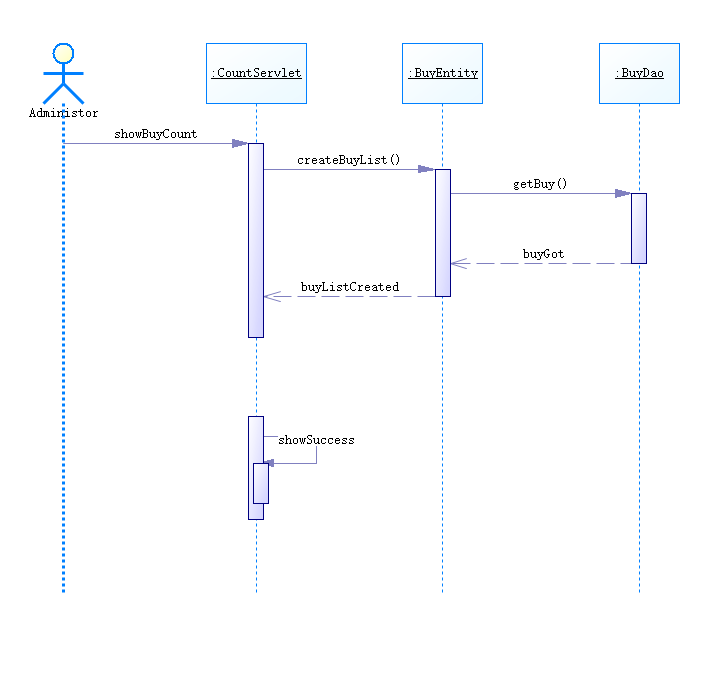 :CountServlet
:BuyEntity
:BuyDao
Administor
showBuyCount
createBuyList()
getBuy()
buyGot
buyListCreated
showSuccess